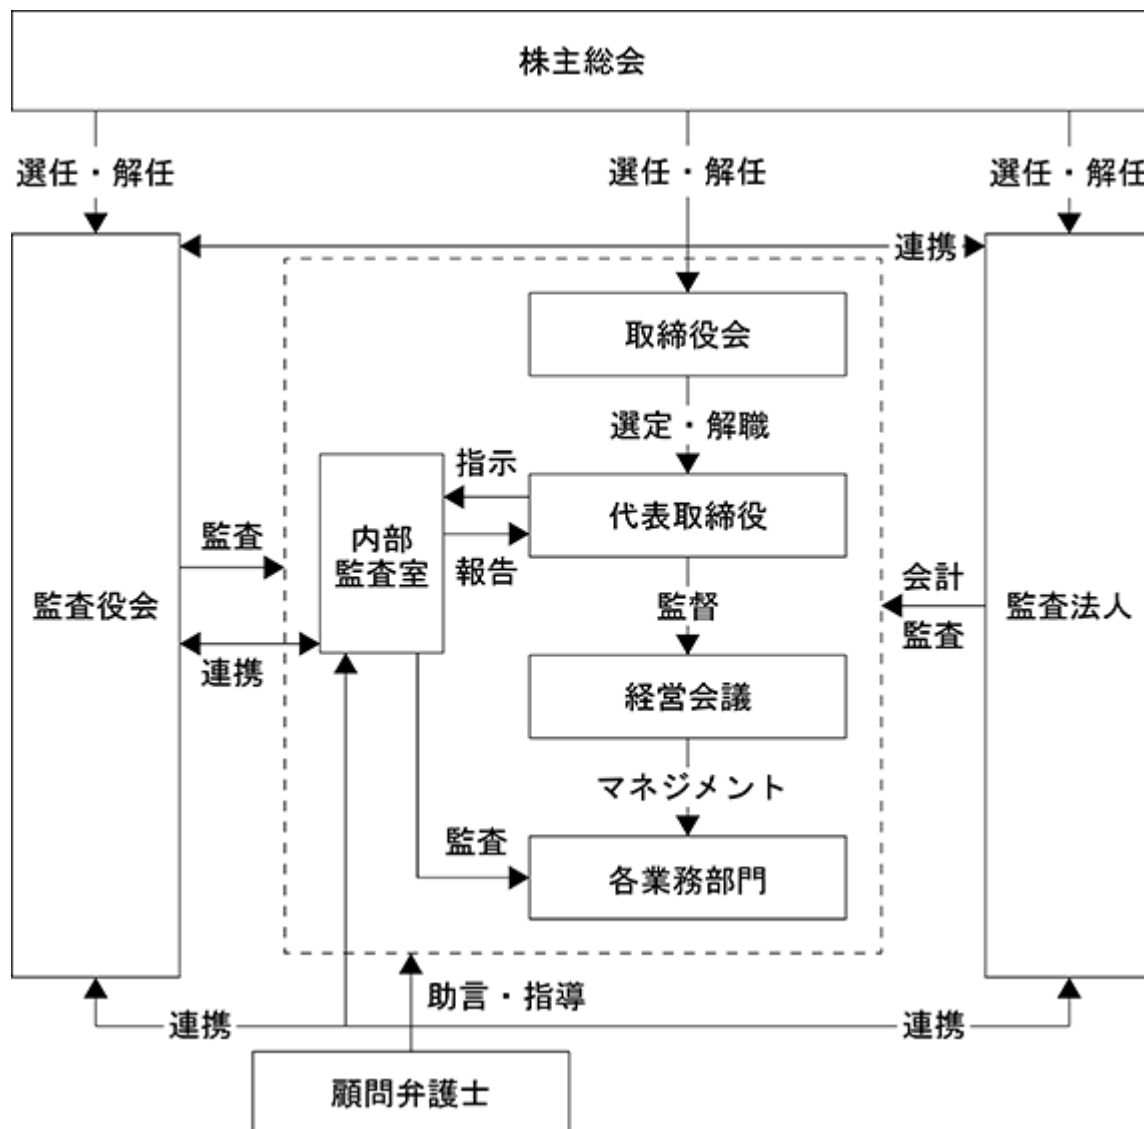 株主総会
選任・解任
選任・解任
選任・解任
連携
取締役会
選定・解職
指示
代表取締役
内部
監査室
報告
監査
監査役会
連携
監督
会計
監査
監査法人
経営会議
マネジメント
監査
各業務部門
助言・指導
連携
連携
顧問弁護士